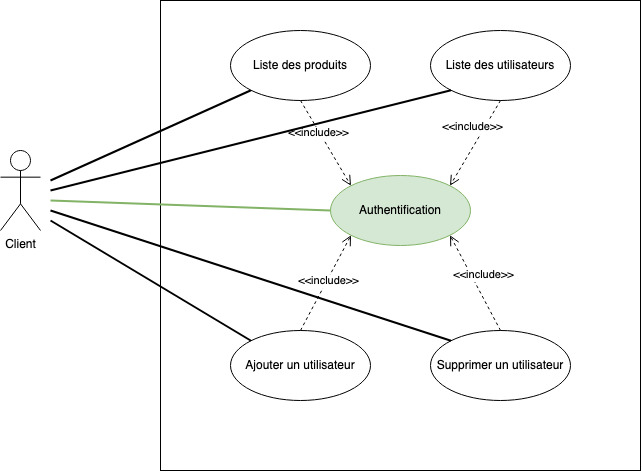 Liste des produits
Liste des utilisateurs
<<include>>
<<include>>
Authentification
Client
<<include>>
<<include>>
Ajouter un utilisateur
Supprimer un utilisateur